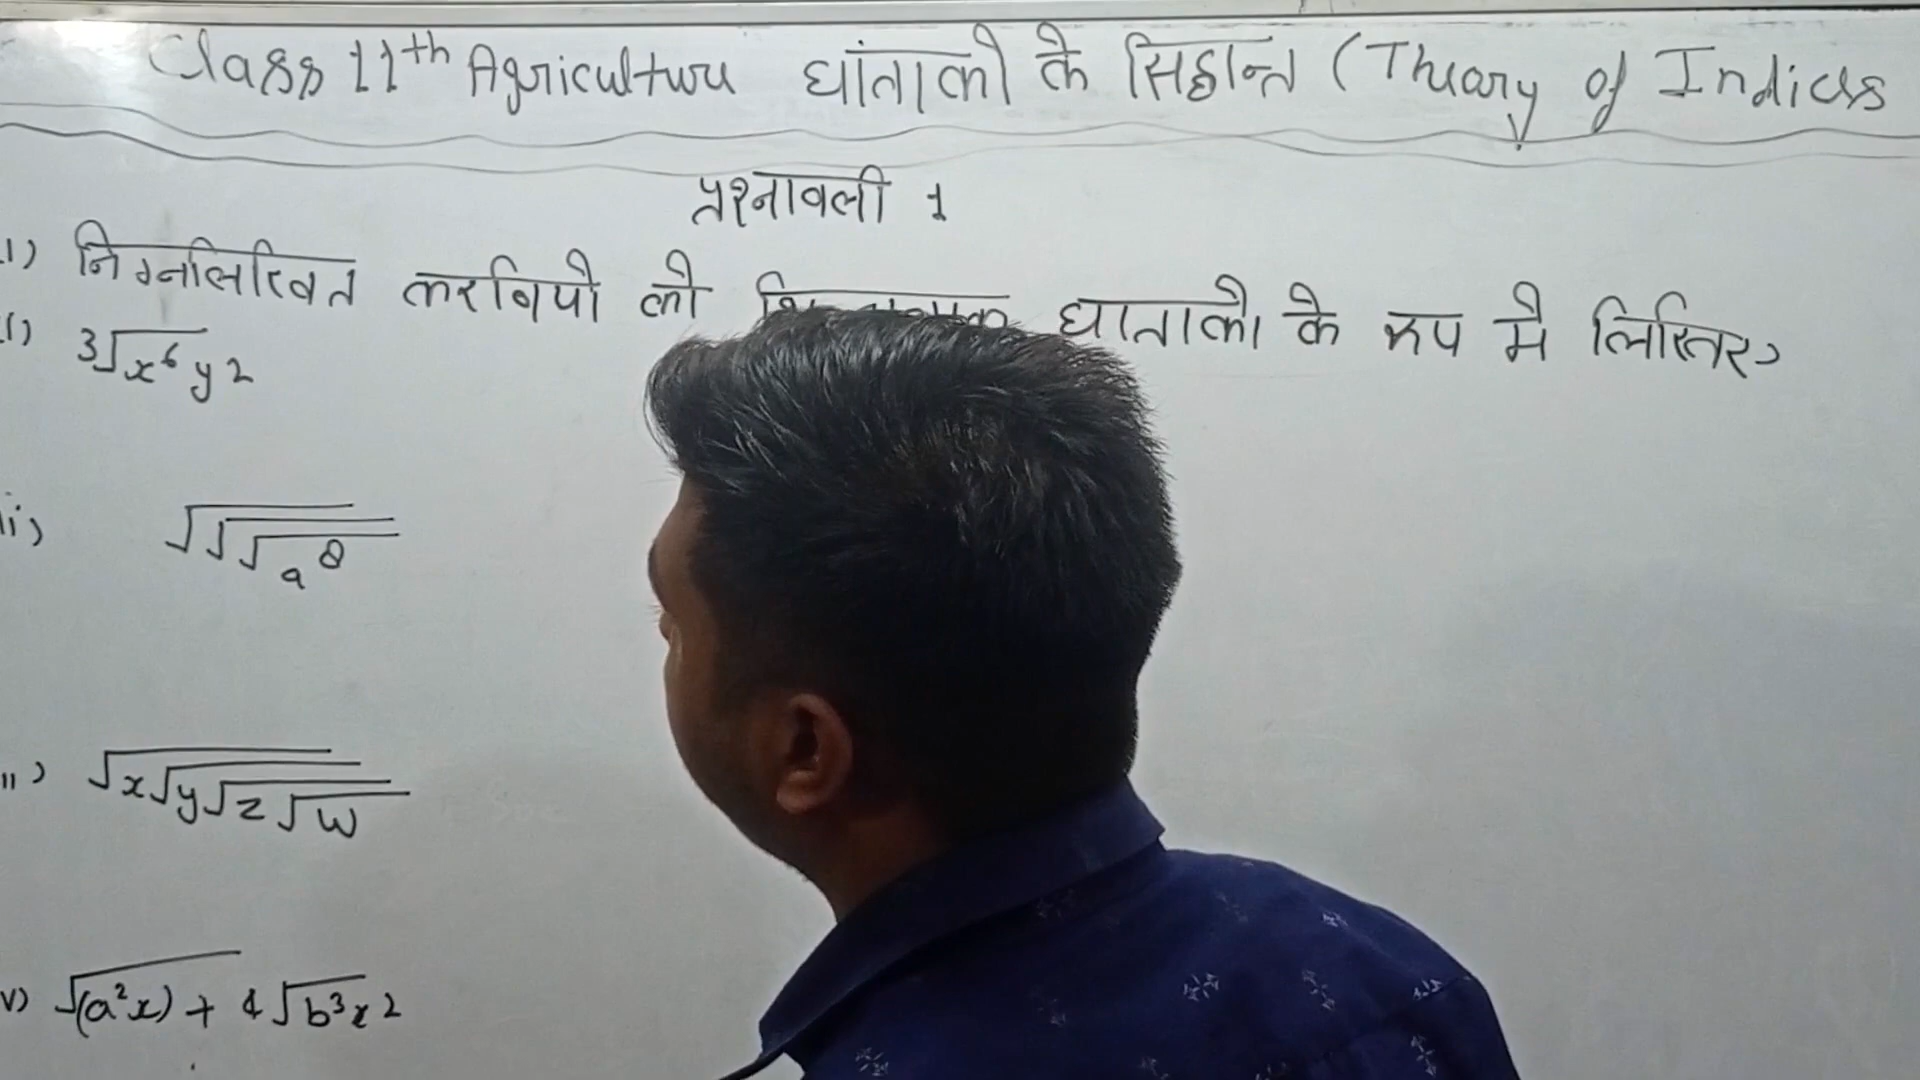 Class 11th Agriculture घांताको के सिद्धान्त (Theory of Indices
प्रश्नावली 1
1) निम्नलिखित करणियो को घाताको के रूप मे लिखिए
i) 3√x⁶y2
ii) √√√a⁸
iii) √x√y√z√w
iv) √(a²x) + 4√b³x2